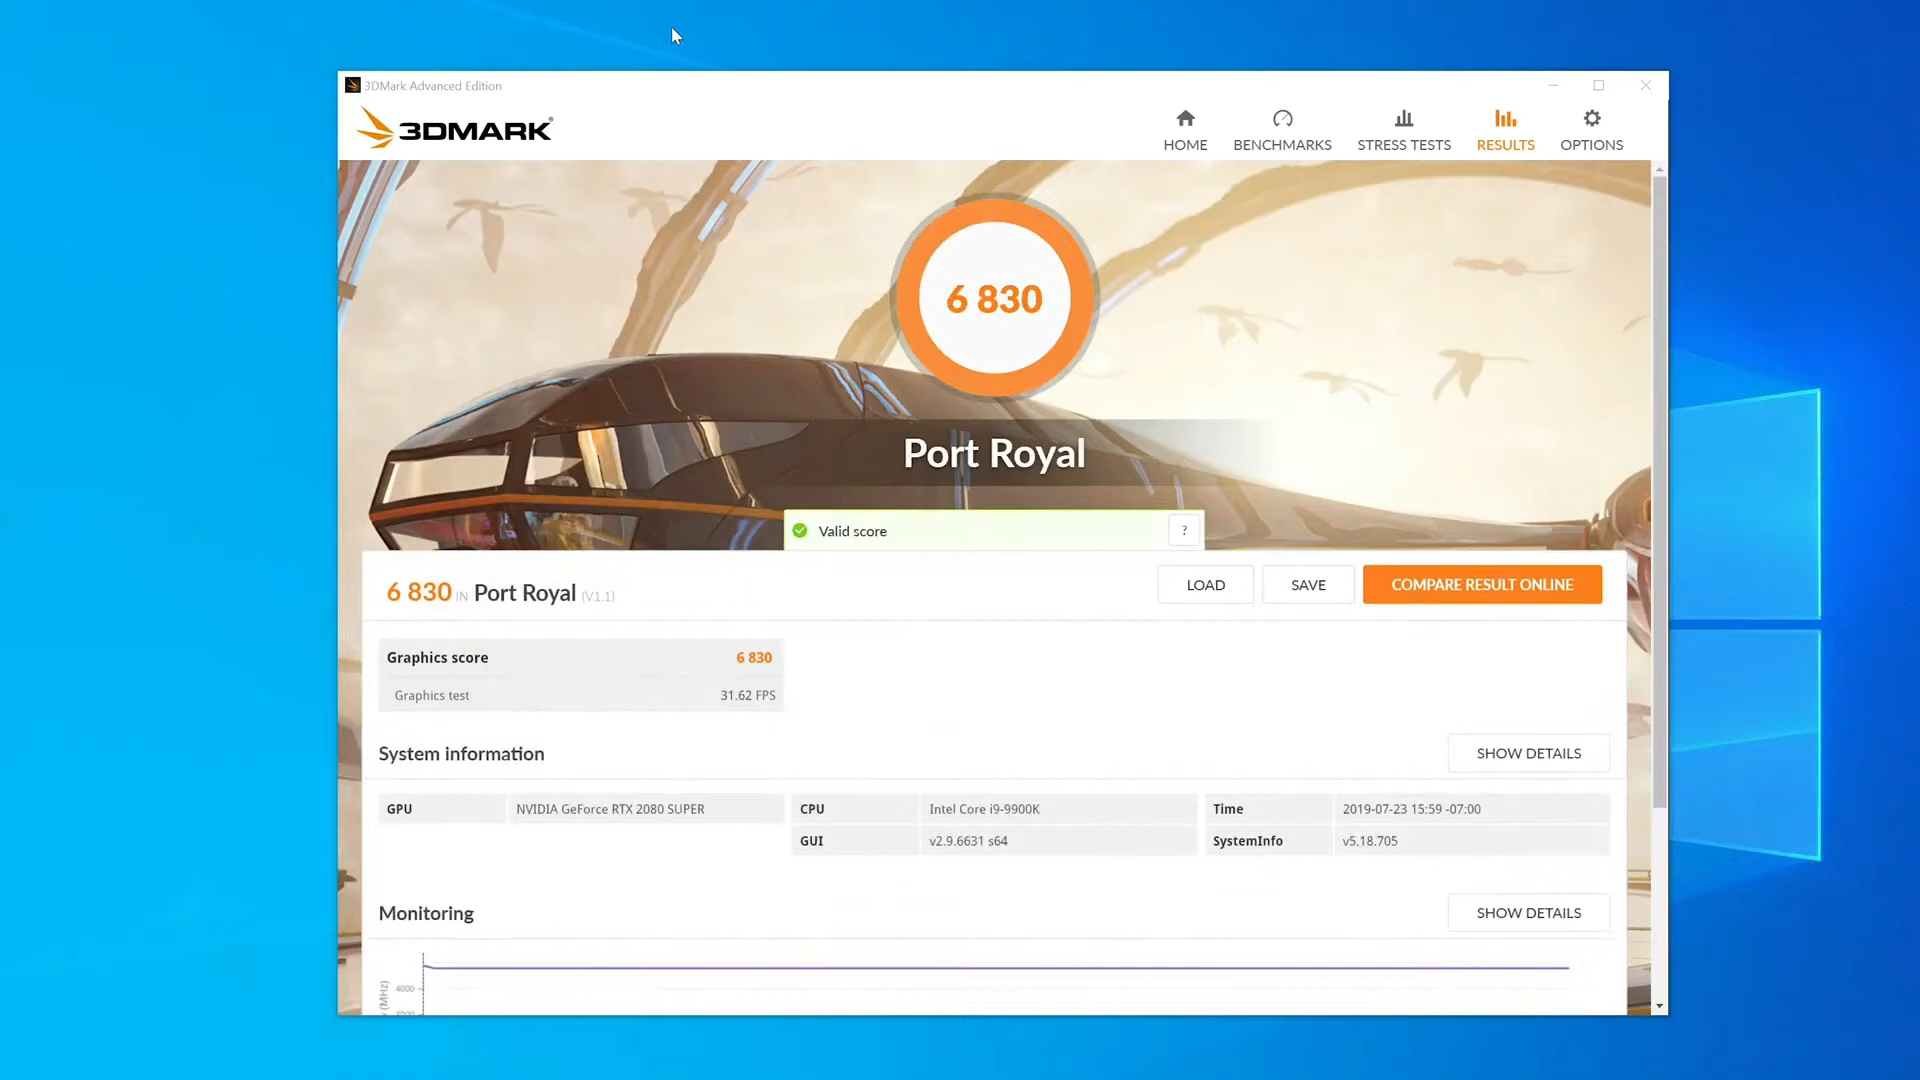 3DMark Advanced Edition
3DMARK
HOME BENCHMARKS STRESS TESTS RESULTS OPTIONS
6 830
Port Royal
Valid score ?
6 830 IN Port Royal (V1.1)
LOAD SAVE COMPARE RESULT ONLINE
Graphics score 6 830
Graphics test 31.62 FPS
System information SHOW DETAILS
GPU NVIDIA GeForce RTX 2080 SUPER CPU Intel Core i9-9900K Time 2019-07-23 15:59 -07:00
GUI v2.9.6631 s64 SystemInfo v5.18.705
Monitoring SHOW DETAILS
4000
(MHz)